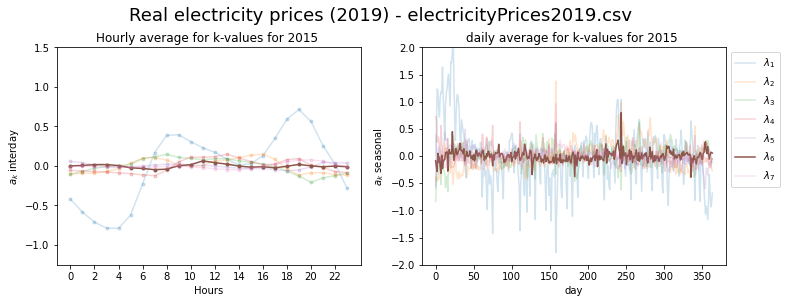 Real electricity prices (2019) - electricityPrices2019.csv
Hourly average for k-values for 2015
1.5
1.0
0.5
0.0
−0.5
−1.0
a_k interday
0 2 4 6 8 10 12 14 16 18 20 22
Hours
daily average for k-values for 2015
2.0
1.5
1.0
0.5
0.0
−0.5
−1.0
−1.5
−2.0
a_k seasonal
0 50 100 150 200 250 300 350
day
λ₁
λ₂
λ₃
λ₄
λ₅
λ₆
λ₇